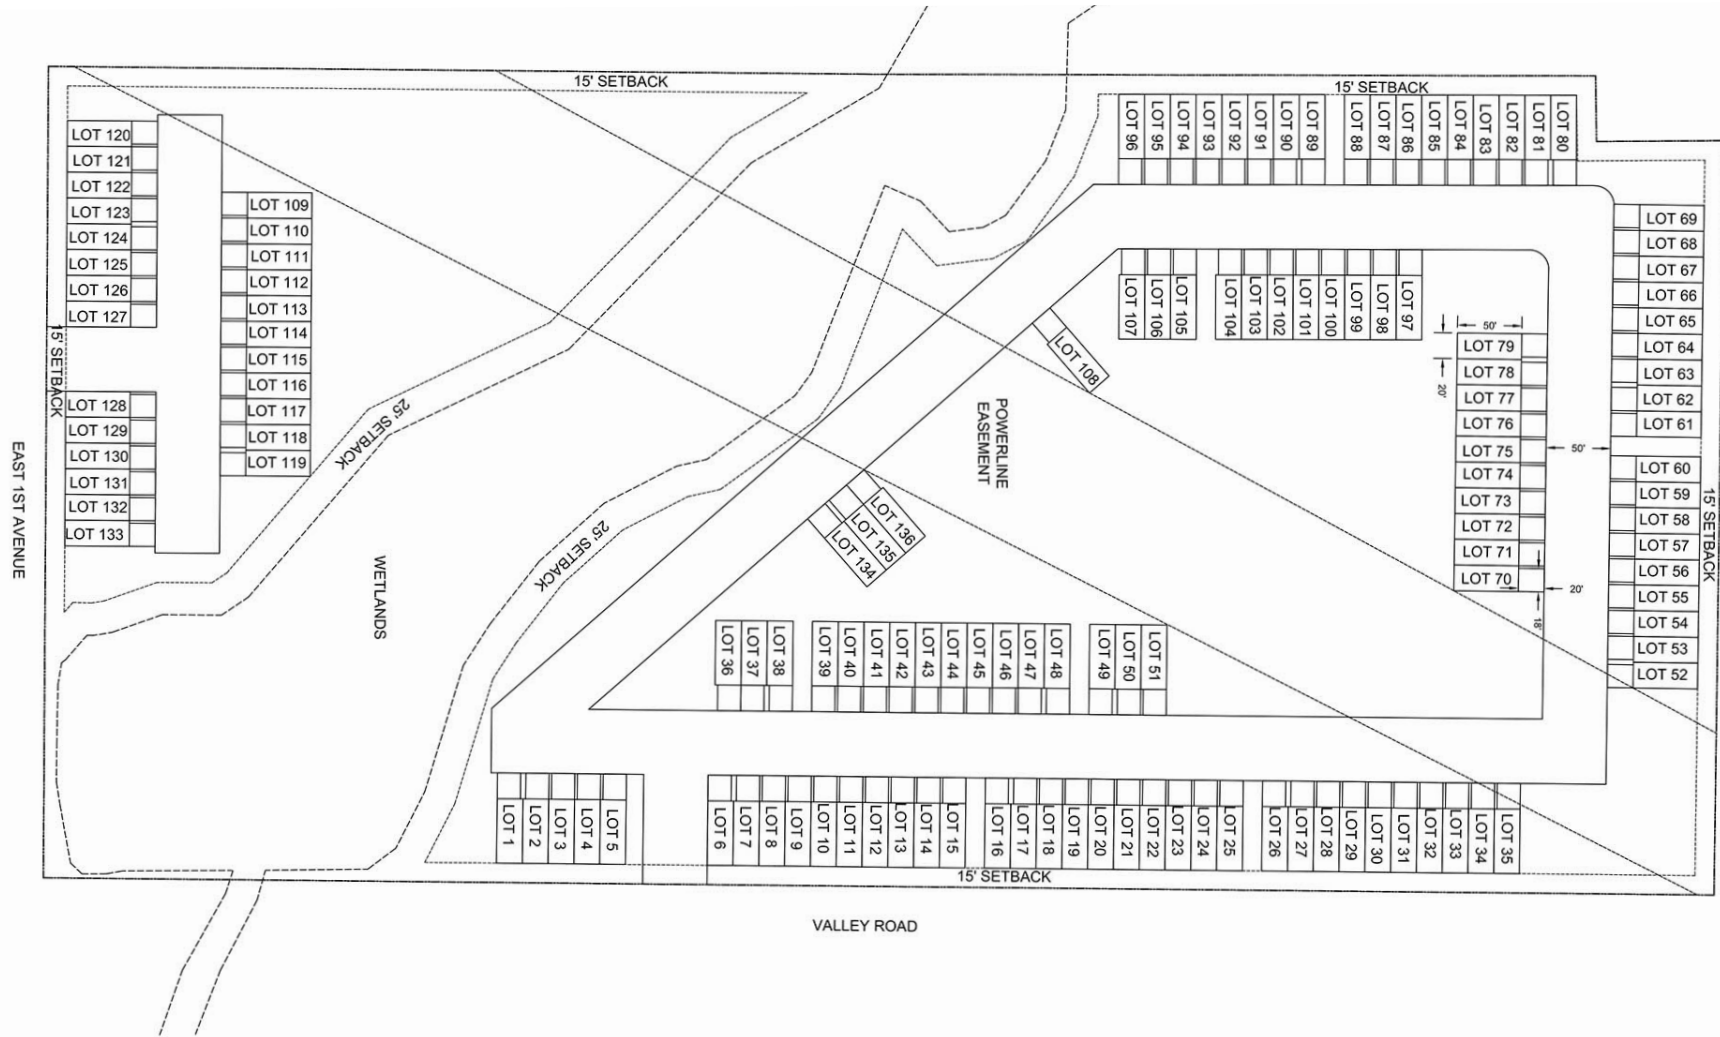 15' SETBACK
15' SETBACK
LOT 96
LOT 95
LOT 94
LOT 93
LOT 92
LOT 91
LOT 90
LOT 89
LOT 88
LOT 87
LOT 86
LOT 85
LOT 84
LOT 83
LOT 82
LOT 81
LOT 80
LOT 120
LOT 121
LOT 122
LOT 123
LOT 124
LOT 125
LOT 126
LOT 127
LOT 109
LOT 110
LOT 111
LOT 112
LOT 113
LOT 114
LOT 115
LOT 116
LOT 117
LOT 118
LOT 119
15' SETBACK
LOT 128
LOT 129
LOT 130
LOT 131
LOT 132
LOT 133
EAST 1ST AVENUE
25' SETBACK
WETLANDS
25' SETBACK
LOT 107
LOT 106
LOT 105
LOT 104
LOT 103
LOT 102
LOT 101
LOT 100
LOT 99
LOT 98
LOT 97
LOT 108
POWERLINE
EASEMENT
LOT 136
LOT 135
LOT 134
50'
20'
LOT 79
LOT 78
LOT 77
LOT 76
LOT 75
LOT 74
LOT 73
LOT 72
LOT 71
LOT 70
50'
20'
18'
LOT 69
LOT 68
LOT 67
LOT 66
LOT 65
LOT 64
LOT 63
LOT 62
LOT 61
LOT 60
LOT 59
LOT 58
LOT 57
LOT 56
LOT 55
LOT 54
LOT 53
LOT 52
15' SETBACK
LOT 36
LOT 37
LOT 38
LOT 39
LOT 40
LOT 41
LOT 42
LOT 43
LOT 44
LOT 45
LOT 46
LOT 47
LOT 48
LOT 49
LOT 50
LOT 51
LOT 1
LOT 2
LOT 3
LOT 4
LOT 5
LOT 6
LOT 7
LOT 8
LOT 9
LOT 10
LOT 11
LOT 12
LOT 13
LOT 14
LOT 15
LOT 16
LOT 17
LOT 18
LOT 19
LOT 20
LOT 21
LOT 22
LOT 23
LOT 24
LOT 25
LOT 26
LOT 27
LOT 28
LOT 29
LOT 30
LOT 31
LOT 32
LOT 33
LOT 34
LOT 35
15' SETBACK
VALLEY ROAD